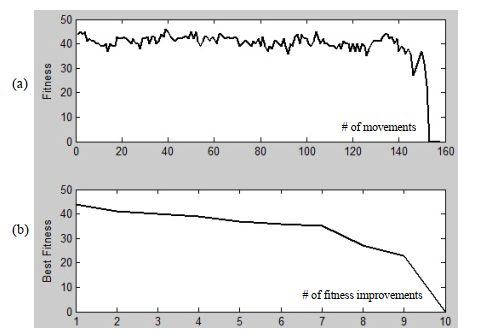 (a)
Fitness
50
40
30
20
10
0
# of movements
0 20 40 60 80 100 120 140 160
(b)
Best Fitness
50
40
30
20
10
0
# of fitness improvements
1 2 3 4 5 6 7 8 9 10